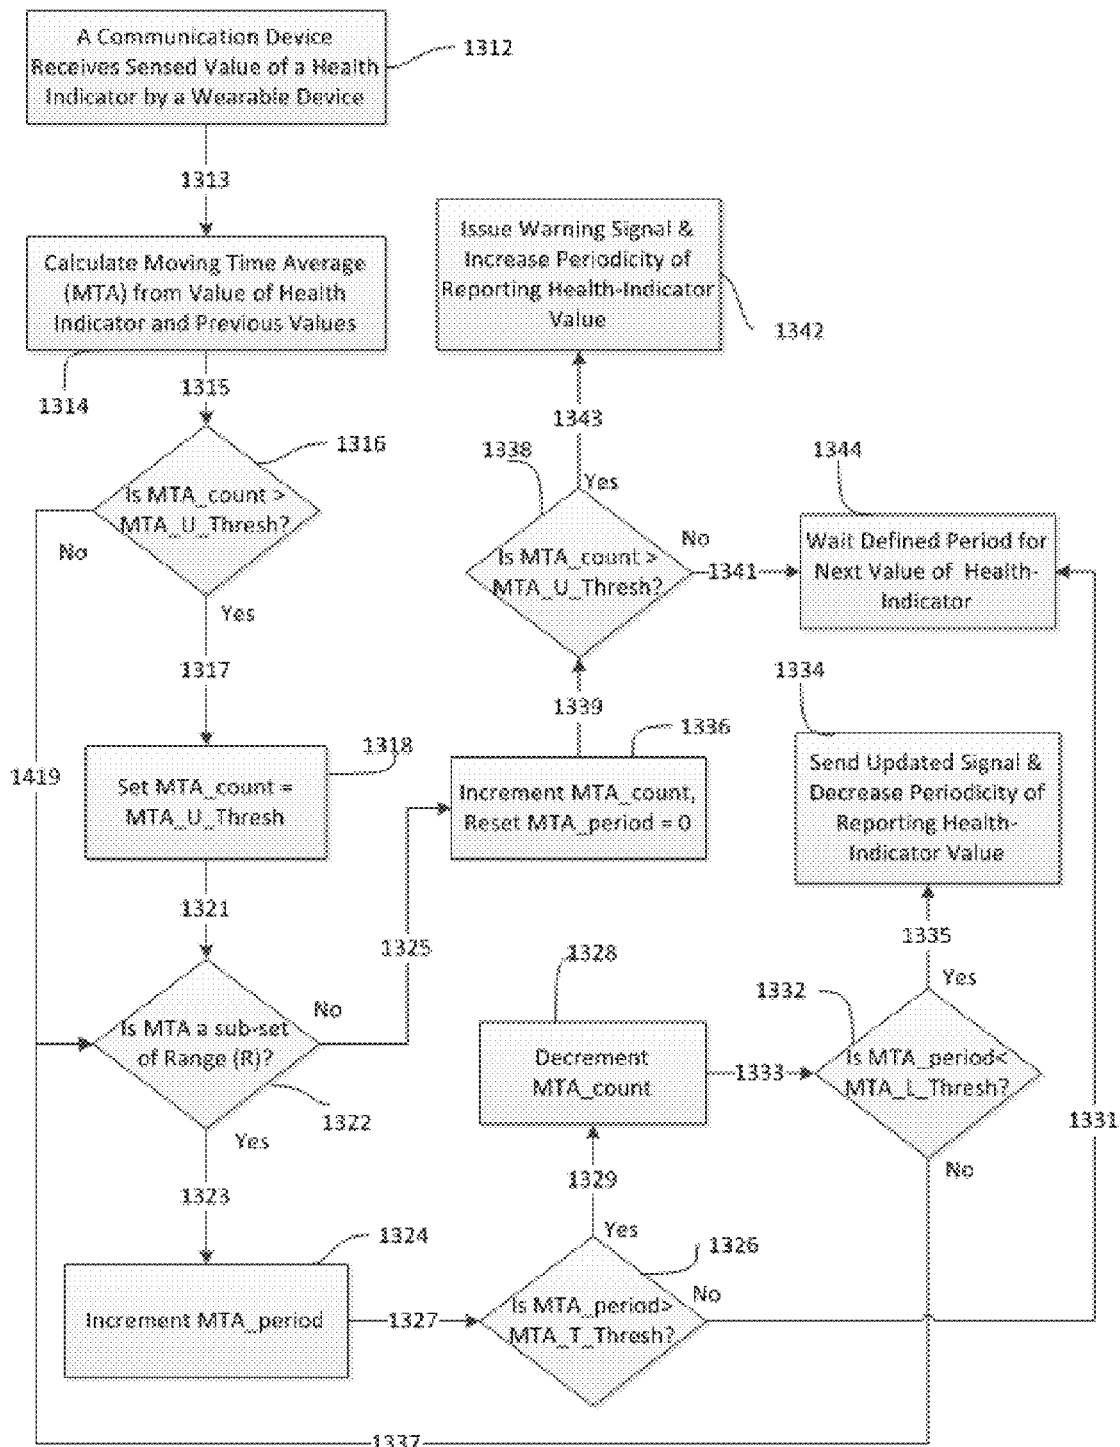 A Communication Device
Receives Sensed Value of a Health
Indicator by a Wearable Device
1312
1313
Calculate Moving Time Average
(MTA) from Value of Health
Indicator and Previous Values
1314
1315
Is MTA_count >
MTA_U_Thresh?
1316
No
Yes
1317
Set MTA_count =
MTA_U_Thresh
1318
1419
1321
Is MTA a sub-set
of Range (R)?
1322
No
Yes
1325
1323
Increment MTA_period
1324
1327
Is MTA_period>
MTA_T_Thresh?
1326
Yes
No
1329
Decrement
MTA_count
1328
1333
Is MTA_period<
MTA_L_Thresh?
1332
Yes
No
1335
1331
1337
Send Updated Signal &
Decrease Periodicity of
Reporting Health-
Indicator Value
1334
Increment MTA_count,
Reset MTA_period = 0
1336
1339
Is MTA_count >
MTA_U_Thresh?
1338
Yes
No
1341
1343
Issue Warning Signal &
Increase Periodicity of
Reporting Health-Indicator
Value
1342
Wait Defined Period for
Next Value of Health-
Indicator
1344